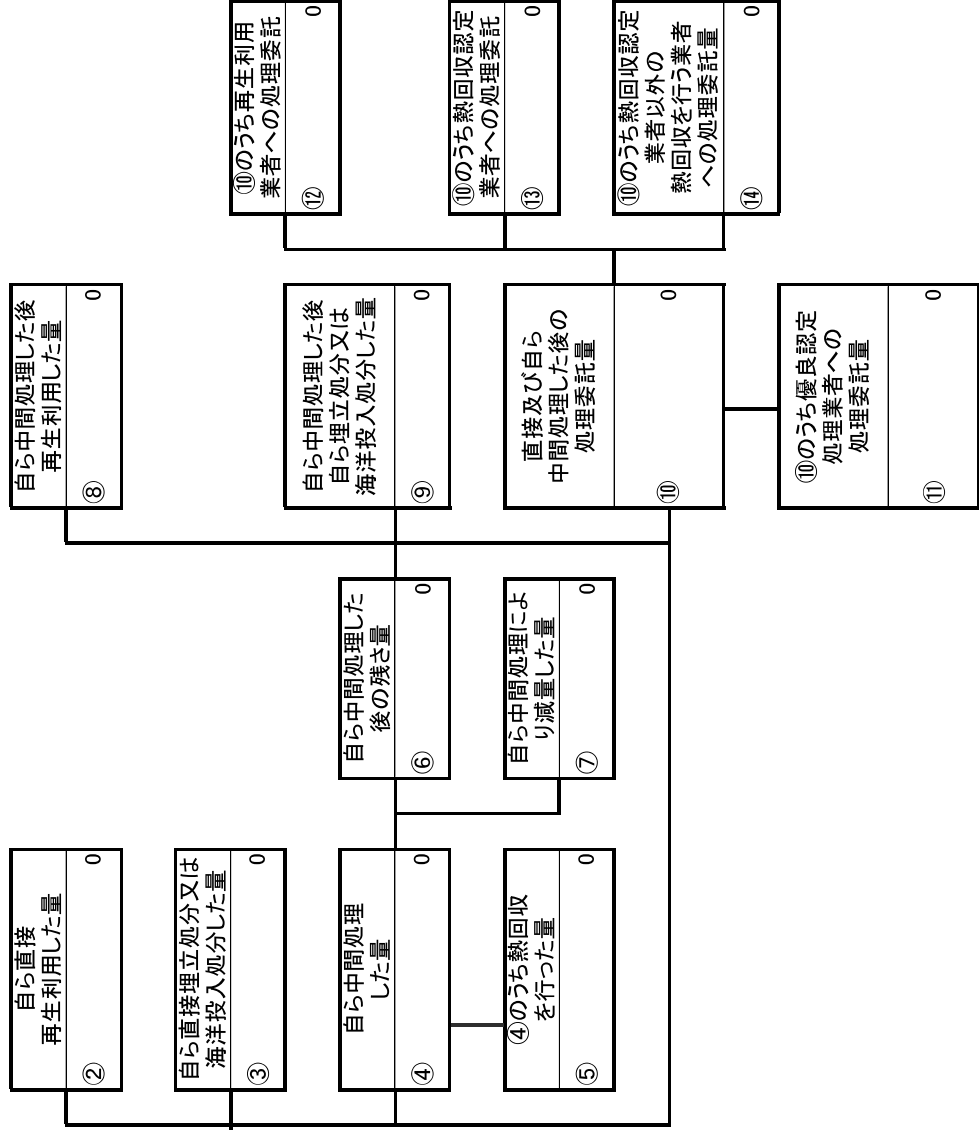 自ら直接
再生利用した量
② 0
自ら直接埋立処分又は
海洋投入処分した量
③ 0
自ら中間処理
した量
④ 0
④のうち熱回収
を行った量
⑤ 0
自ら中間処理した
後の残さ量
⑥ 0
自ら中間処理によ
り減量した量
⑦ 0
自ら中間処理した後
再生利用した量
⑧ 0
自ら中間処理した後
自ら埋立処分又は
海洋投入処分した量
⑨ 0
直接及び自ら
中間処理した後の
処理委託量
⑩ 0
⑩のうち優良認定
処理業者への
処理委託量
⑪ 0
⑩のうち再生利用
業者への処理委託
⑫ 0
⑩のうち熱回収認定
業者への処理委託
⑬ 0
⑩のうち熱回収認定
業者以外の
熱回収を行う業者
への処理委託量
⑭ 0